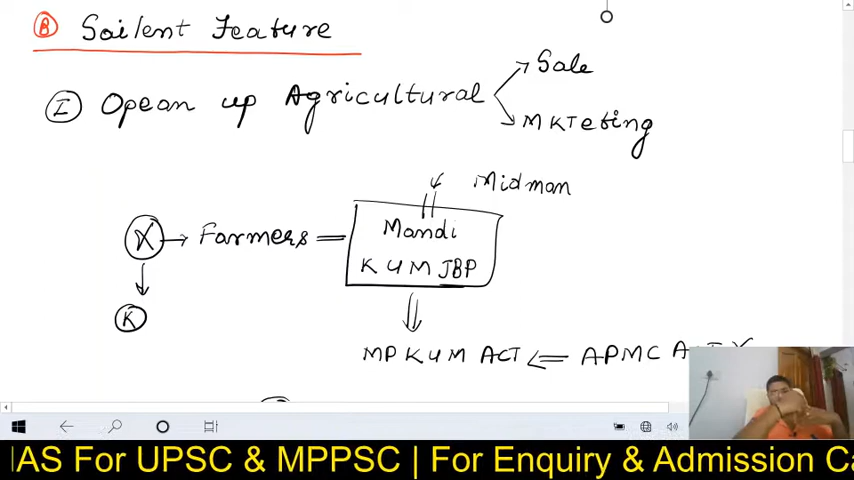 B Sailent Feature
I Opean up Agricultural
Sale
MKTeting
Midman
X → Farmers
Mandi
KUM JBP
K
MP KUM ACT ⇐ APMC
IAS For UPSC & MPPSC | For Enquiry & Admission Ca